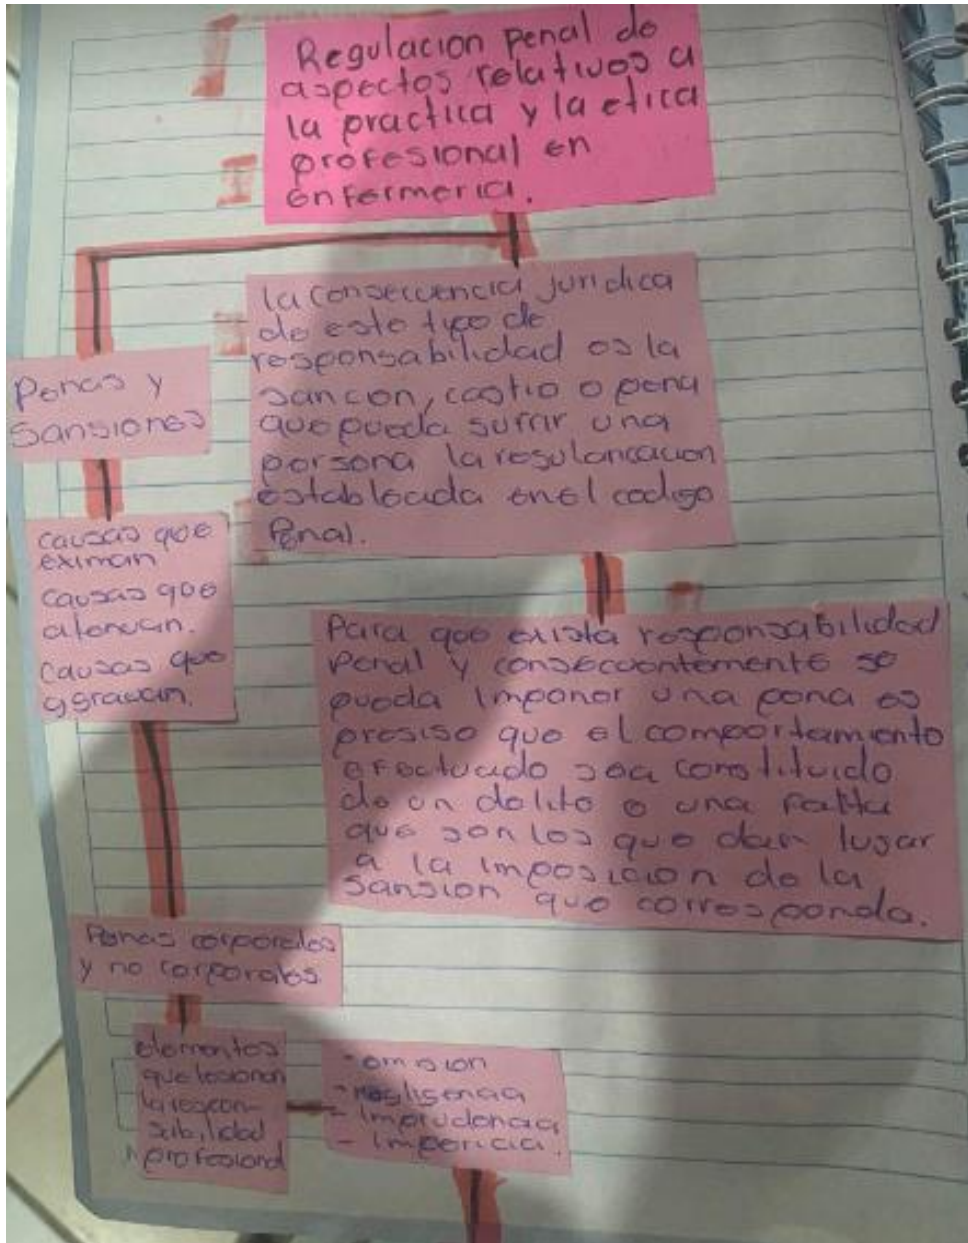 Regulacion penal de
aspectos relativos a
la practica y la etica
profesional en
enfermeria.
la consecuencia juridica
de este tipo de
responsabilidad es la
sancon, castio o pena
que pueda sufrir una
persona la resulancacion
establecida en el codigo
Penal.
Penas y
Sansiones
causas que
eximan
causas que
atenuan.
causas que
agravan.
Para que exista responsabilidad
Penal y consecuentemente se
pueda imponer una pena es
presiso que el comportamiento
efectuado sea constituido
de un delito o una falta
que son los que dan lugar
a la imposicion de la
sansion que corresponda.
Penas corporales
y no corporales
elementos
que lesionan
la respon-
sabilidad
profesional
- omision
- negligencia
- Imprudencia
- Impericia.